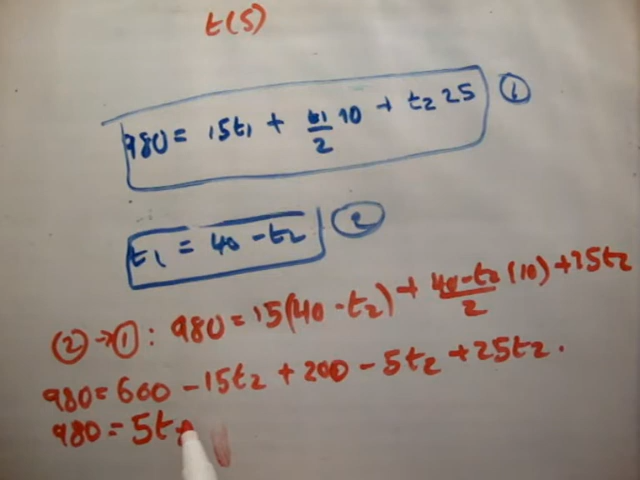 t(s)
980 = 15t₁ + t₁/2 10 + t₂ 25 ①
t₁ = 40 - t₂ ②
② → ① : 980 = 15(40 - t₂) + 40-t₂/2 (10) + 25t₂
980 = 600 - 15t₂ + 200 - 5t₂ + 25t₂.
980 = 5t